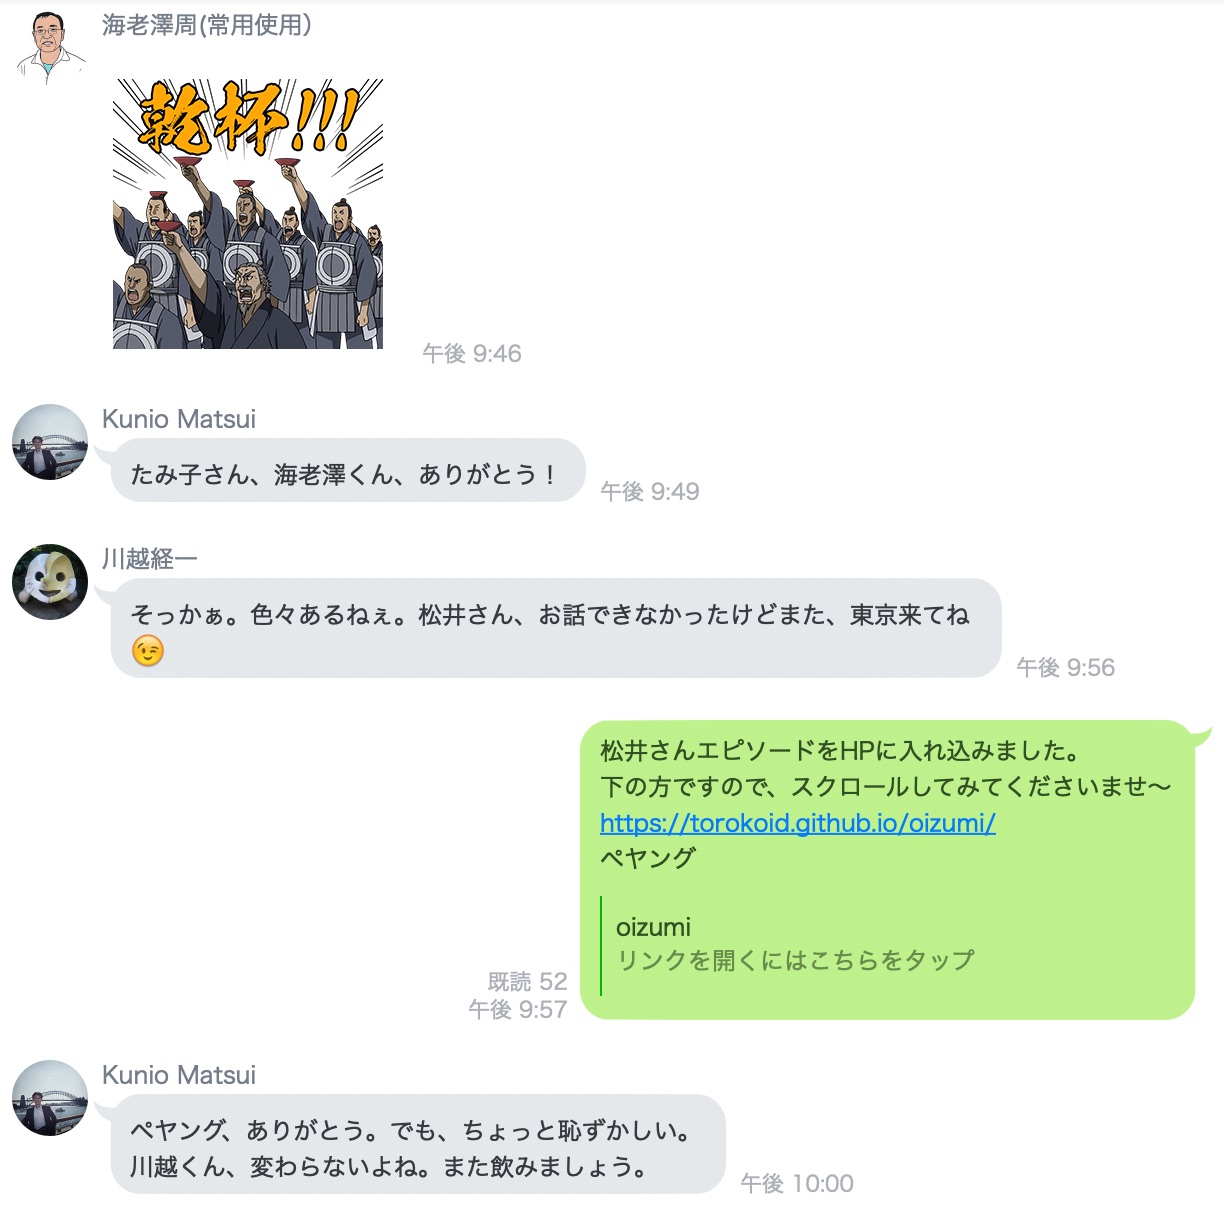 海老澤周(常用使用)
乾杯!!!
午後 9:46
Kunio Matsui
たみ子さん、海老澤くん、ありがとう！
午後 9:49
川越経一
そっかぁ。色々あるねぇ。松井さん、お話できなかったけどまた、東京来てね
😉
午後 9:56
松井さんエピソードをHPに入れ込みました。
下の方ですので、スクロールしてみてくださいませ〜
https://torokoid.github.io/oizumi/
ペヤング
oizumi
リンクを開くにはこちらをタップ
既読 52
午後 9:57
Kunio Matsui
ペヤング、ありがとう。でも、ちょっと恥ずかしい。
川越くん、変わらないよね。また飲みましょう。
午後 10:00